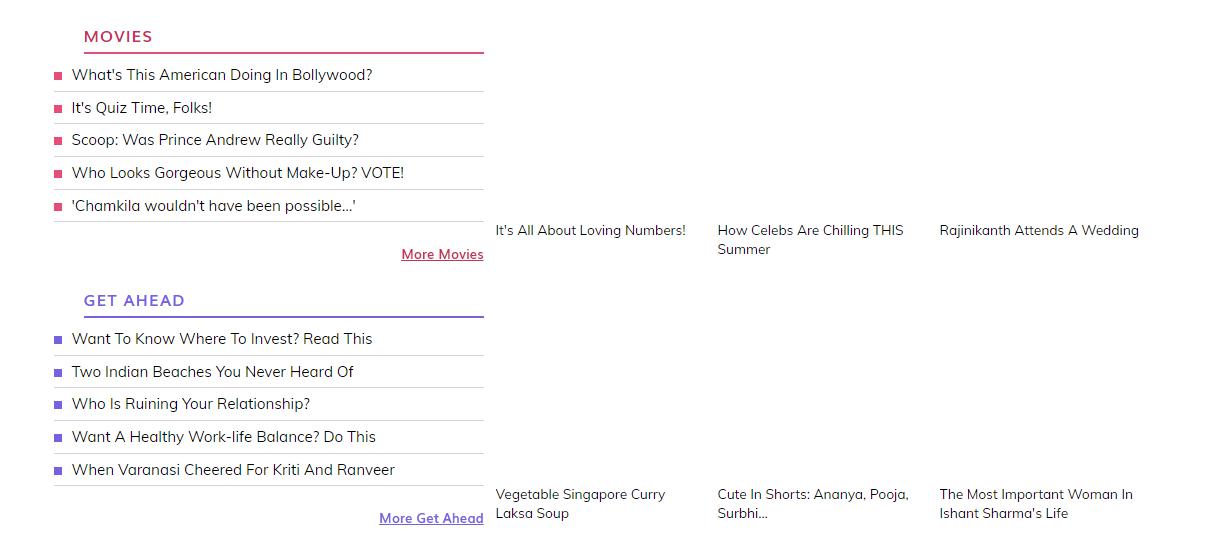 MOVIES
What's This American Doing In Bollywood?
It's Quiz Time, Folks!
Scoop: Was Prince Andrew Really Guilty?
Who Looks Gorgeous Without Make-Up? VOTE!
'Chamkila wouldn't have been possible...'
More Movies
It's All About Loving Numbers!
How Celebs Are Chilling THIS
Summer
Rajinikanth Attends A Wedding
GET AHEAD
Want To Know Where To Invest? Read This
Two Indian Beaches You Never Heard Of
Who Is Ruining Your Relationship?
Want A Healthy Work-life Balance? Do This
When Varanasi Cheered For Kriti And Ranveer
More Get Ahead
Vegetable Singapore Curry
Laksa Soup
Cute In Shorts: Ananya, Pooja,
Surbhi...
The Most Important Woman In
Ishant Sharma's Life